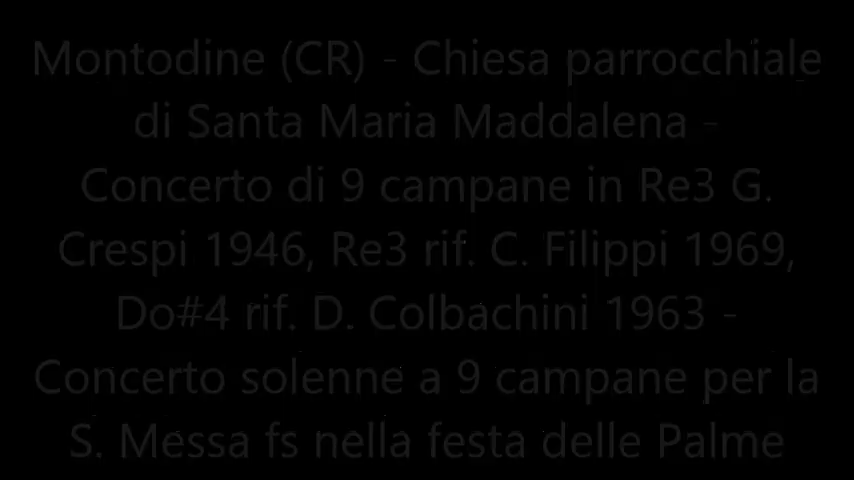 Montodine (CR) - Chiesa parrocchiale
di Santa Maria Maddalena -
Concerto di 9 campane in Re3 G.
Crespi 1946, Re3 rif. C. Filippi 1969,
Do#4 rif. D. Colbachini 1963 -
Concerto solenne a 9 campane per la
S. Messa fs nella festa delle Palme